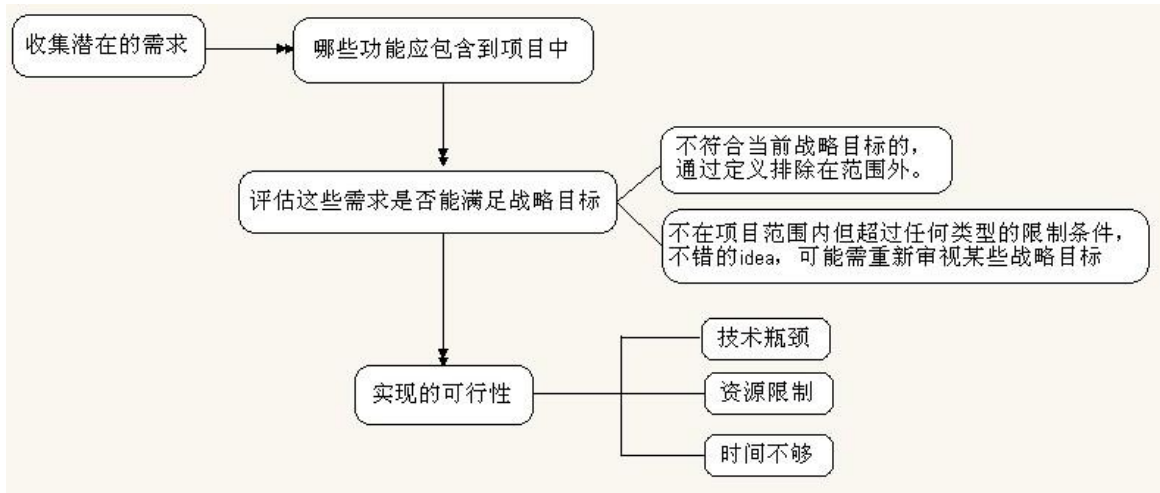 收集潜在的需求
哪些功能应包含到项目中
不符合当前战略目标的，
通过定义排除在范围外。
评估这些需求是否能满足战略目标
不在项目范围内但超过任何类型的限制条件，
不错的idea，可能需重新审视某些战略目标
技术瓶颈
实现的可行性
资源限制
时间不够